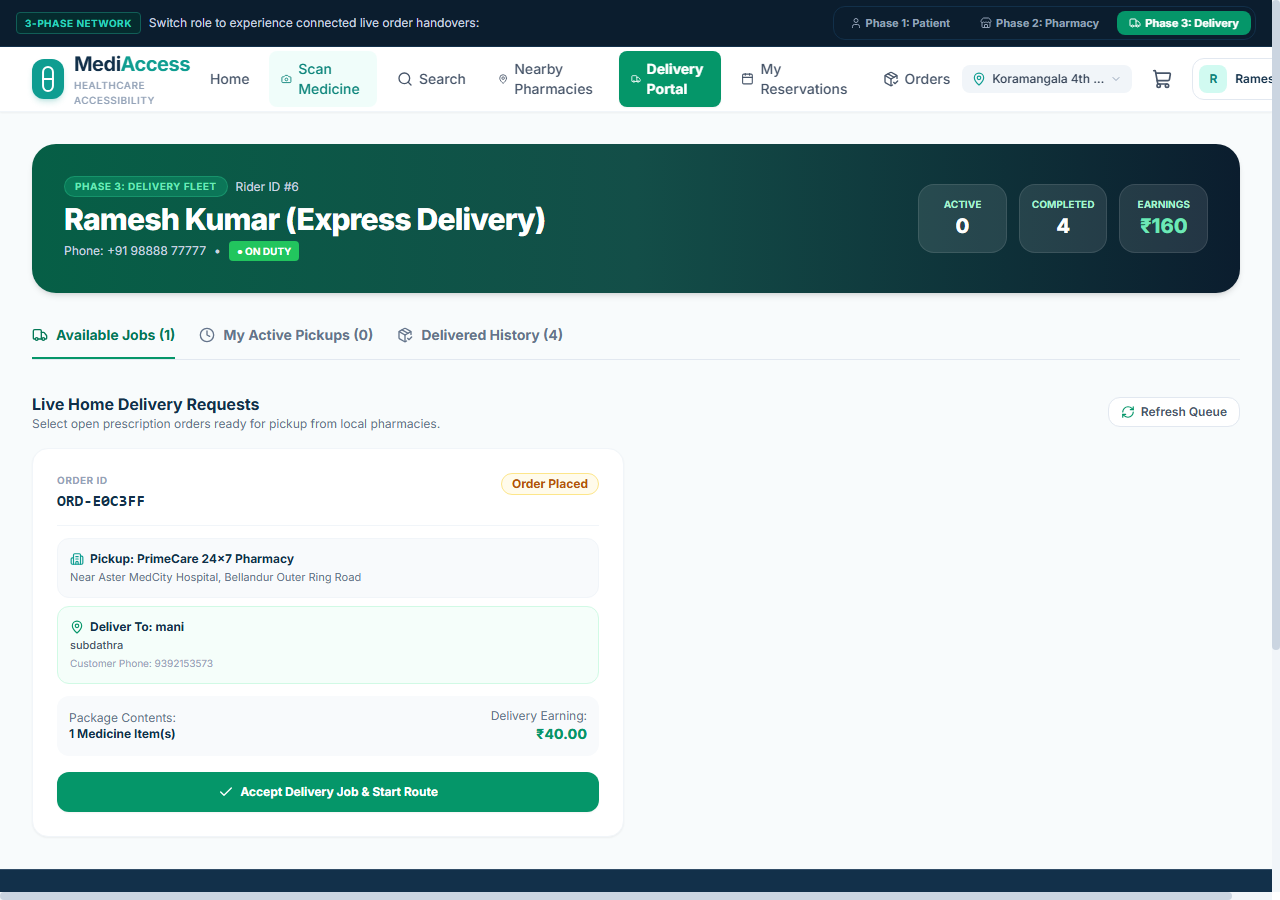 3-PHASE NETWORK Switch role to experience connected live order handovers: Phase 1: Patient Phase 2: Pharmacy Phase 3: Delivery
MediAccess
HEALTHCARE ACCESSIBILITY
Home
Scan Medicine
Search
Nearby Pharmacies
Delivery Portal
My Reservations
Orders
Koramangala 4th ...
R Rames
PHASE 3: DELIVERY FLEET Rider ID #6
Ramesh Kumar (Express Delivery)
Phone: +91 98888 77777 • ● ON DUTY
ACTIVE
0
COMPLETED
4
EARNINGS
₹160
Available Jobs (1) My Active Pickups (0) Delivered History (4)
Live Home Delivery Requests
Select open prescription orders ready for pickup from local pharmacies.
Refresh Queue
ORDER ID
ORD-E0C3FF
Order Placed
Pickup: PrimeCare 24×7 Pharmacy
Near Aster MedCity Hospital, Bellandur Outer Ring Road
Deliver To: mani
subdathra
Customer Phone: 9392153573
Package Contents:
1 Medicine Item(s)
Delivery Earning:
₹40.00
Accept Delivery Job & Start Route